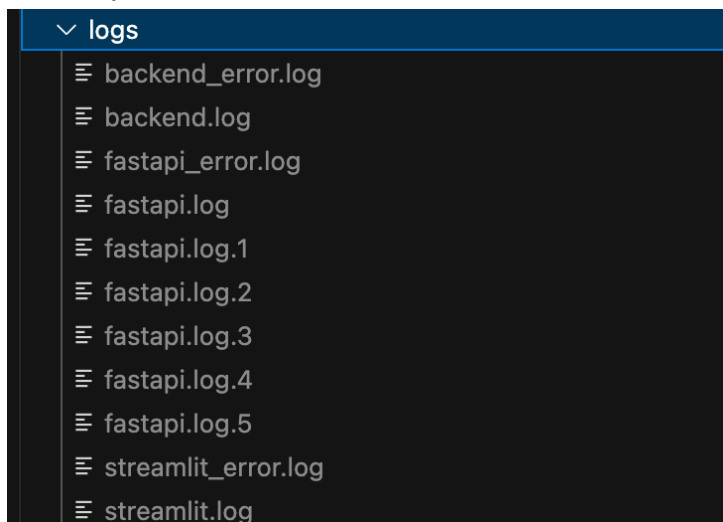 logs
backend_error.log
backend.log
fastapi_error.log
fastapi.log
fastapi.log.1
fastapi.log.2
fastapi.log.3
fastapi.log.4
fastapi.log.5
streamlit_error.log
streamlit.log